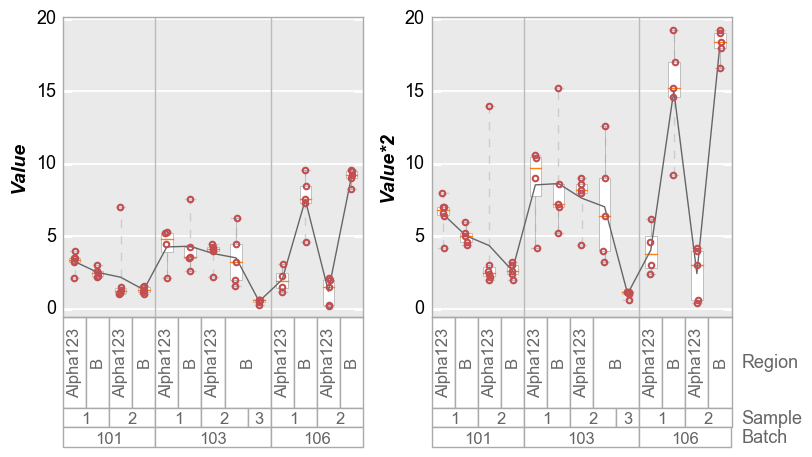 20
15
10
5
0
Value
Alpha123 B Alpha123 B Alpha123 B Alpha123 B Alpha123 B Alpha123 B
1 2 1 2 3 1 2
101 103 106
20
15
10
5
0
Value*2
Alpha123 B Alpha123 B Alpha123 B Alpha123 B Alpha123 B Alpha123 B Region
1 2 1 2 3 1 2 Sample
101 103 106 Batch